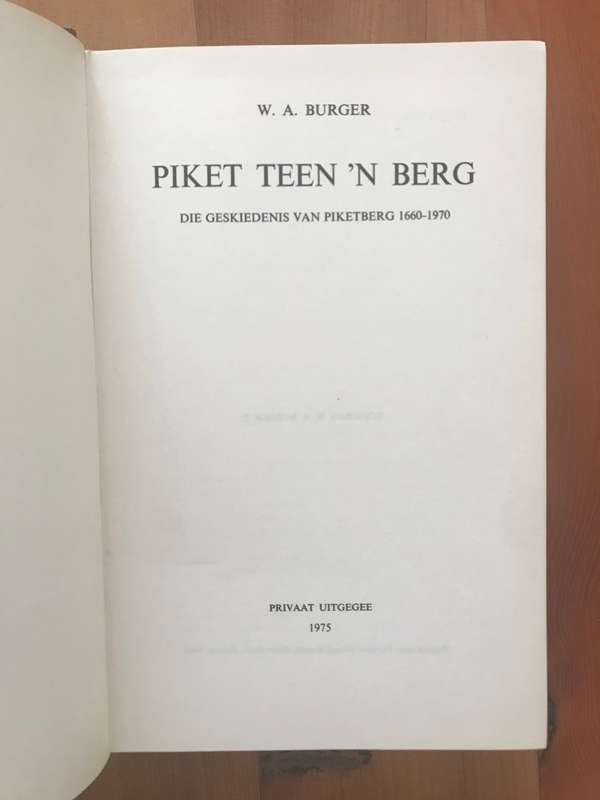 W. A. BURGER
PIKET TEEN 'N BERG
DIE GESKIEDENIS VAN PIKETBERG 1660–1970
PRIVAAT UITGEGEE
1975